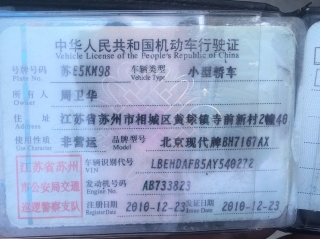 中华人民共和国机动车行驶证
Vehicle License of the People's Republic of China
号牌号码 苏E5KM98 车辆类型 小型轿车
Plate No. Vehicle Type
所有人 周卫华
Owner
住址 江苏省苏州市相城区黄埭镇寺前新村2幢40
Address
使用性质 非营运 品牌型号 北京现代牌BH7167AX
Use Character Model
江苏省苏州 车辆识别代号 LBEHDAFB5AY540272
VIN
市公安局交通 发动机号码 AB733823
Engine No.
巡逻警察支队 注册日期 2010-12-23 发证日期 2010-12-23
Register Date Issue Date